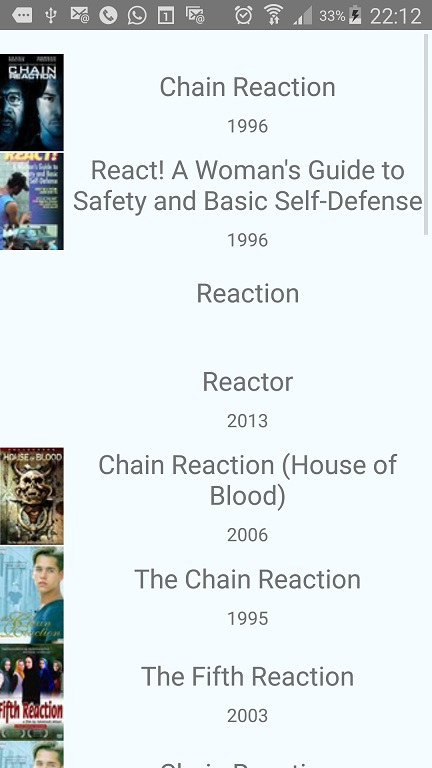 33% 22:12
1
CHAIN
REACTION
Chain Reaction
1996
REACT!
A Woman's Guide to
Safety and Basic
Self-Defense
React! A Woman's Guide to
Safety and Basic Self-Defense
1996
Reaction
Reactor
2013
HOUSE of BLOOD
Chain Reaction (House of
Blood)
2006
The Chain Reaction
1995
Fifth Reaction
The Fifth Reaction
2003
Chain Reaction